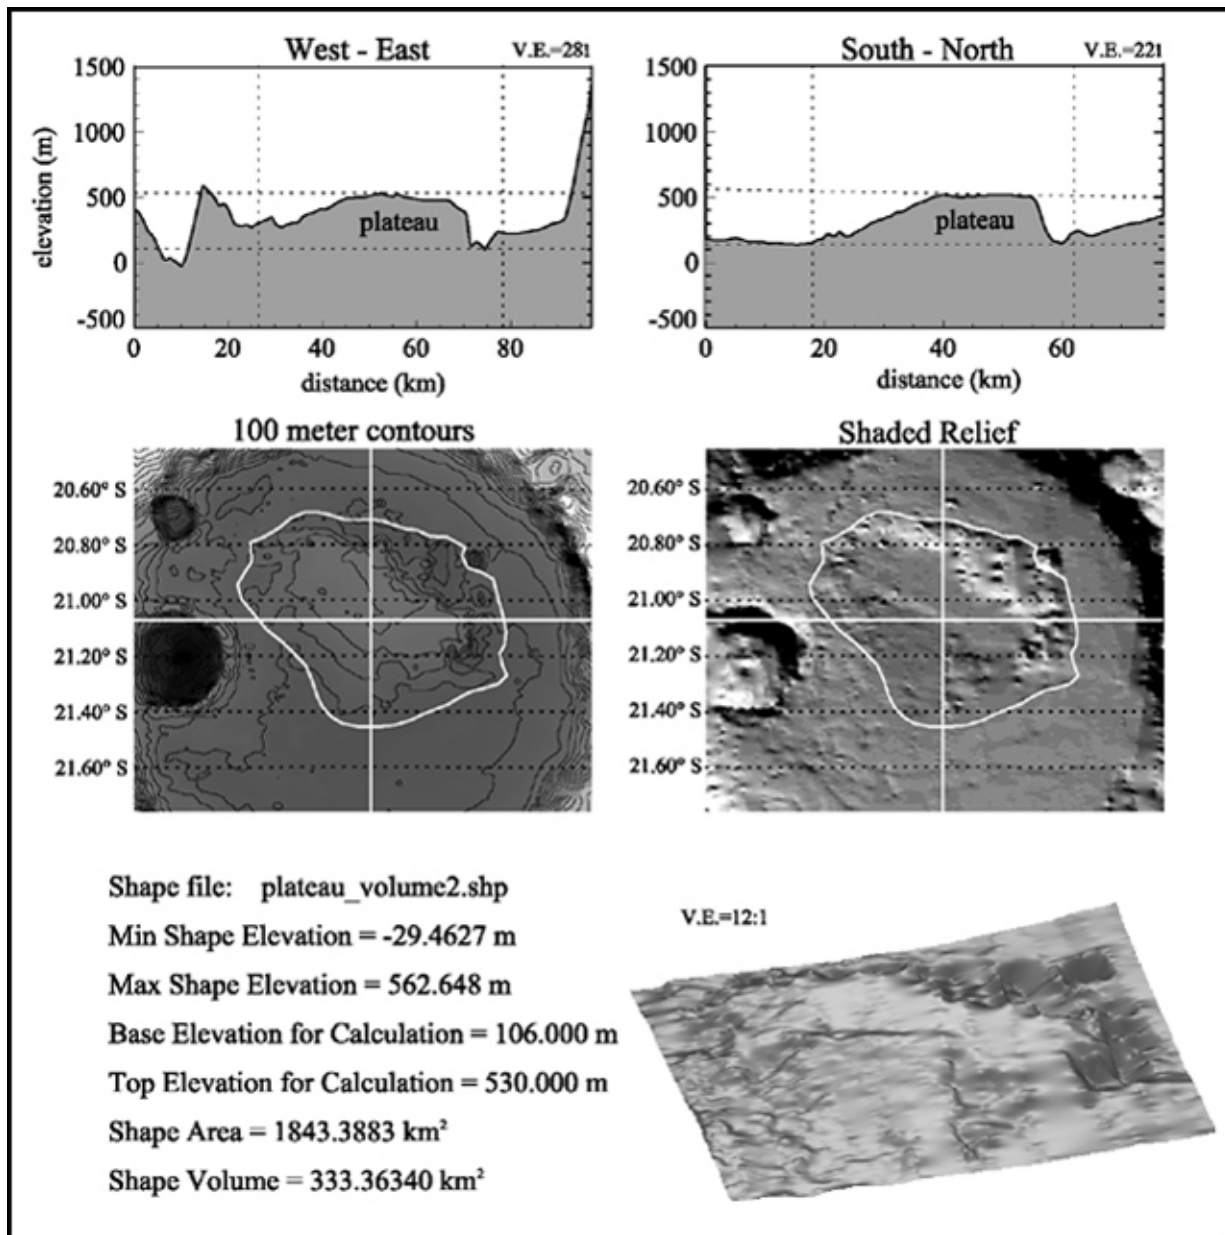 West - East V.E.=28:1
1500
1000
500
0
-500
elevation (m)
plateau
0 20 40 60 80
distance (km)
South - North V.E.=22:1
1500
1000
500
0
-500
plateau
0 20 40 60
distance (km)
100 meter contours
20.60° S
20.80° S
21.00° S
21.20° S
21.40° S
21.60° S
Shaded Relief
20.60° S
20.80° S
21.00° S
21.20° S
21.40° S
21.60° S
Shape file: plateau_volume2.shp
Min Shape Elevation = -29.4627 m
Max Shape Elevation = 562.648 m
Base Elevation for Calculation = 106.000 m
Top Elevation for Calculation = 530.000 m
Shape Area = 1843.3883 km²
Shape Volume = 333.36340 km²
V.E.=12:1